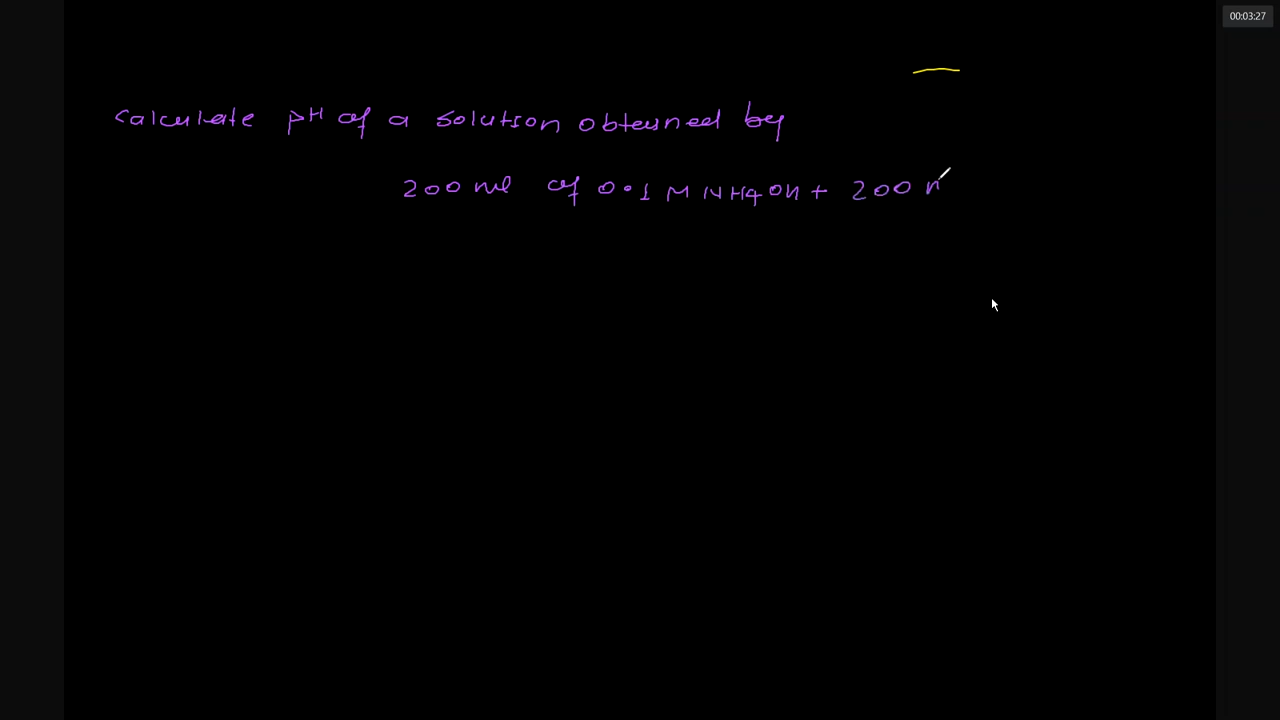 00:03:27
calculate pH of a solution obtained by
200 ml of 0.1 M NH4OH + 200 m